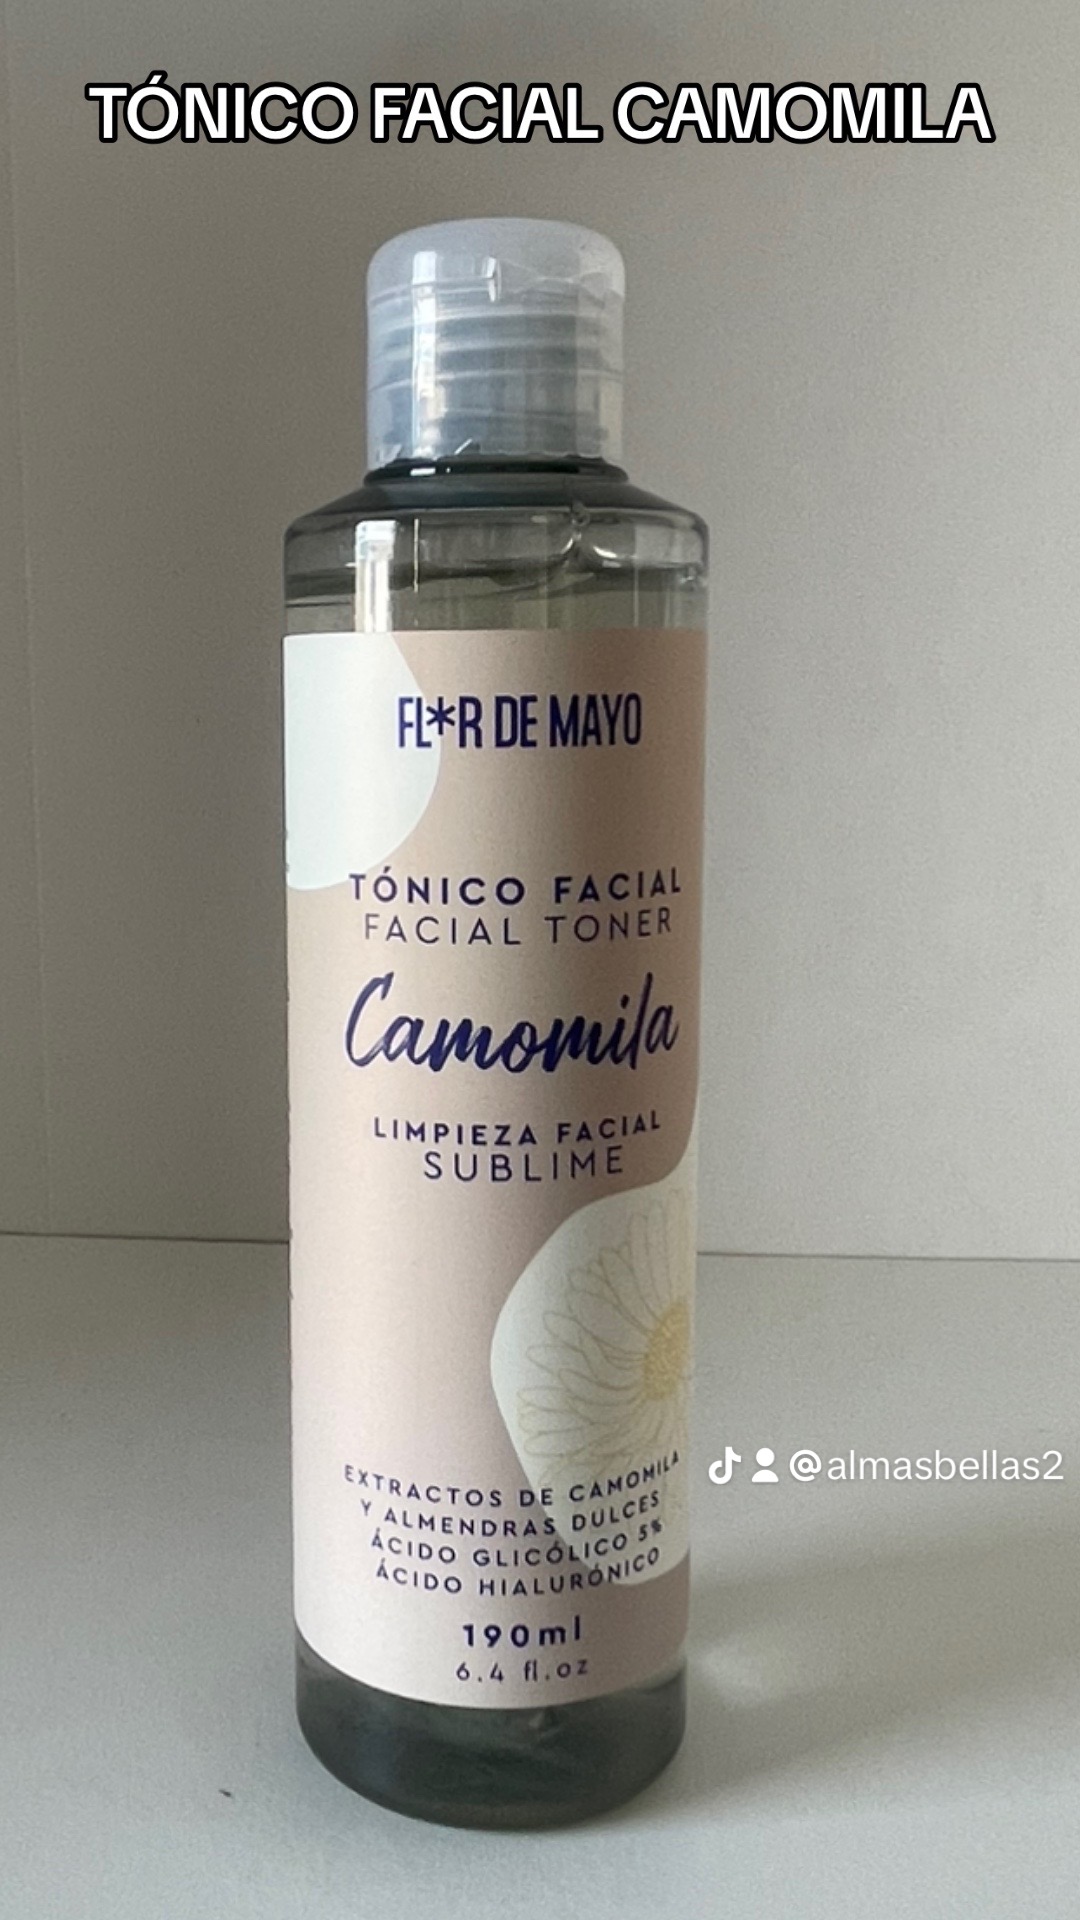 TÓNICO FACIAL CAMOMILA
FL*R DE MAYO
TÓNICO FACIAL
FACIAL TONER
Camomila
LIMPIEZA FACIAL
SUBLIME
EXTRACTOS DE CAMOMILA
Y ALMENDRAS DULCES
ÁCIDO GLICÓLICO 5%
ÁCIDO HIALURÓNICO
190ml
6.4 fl.oz
@almasbellas2